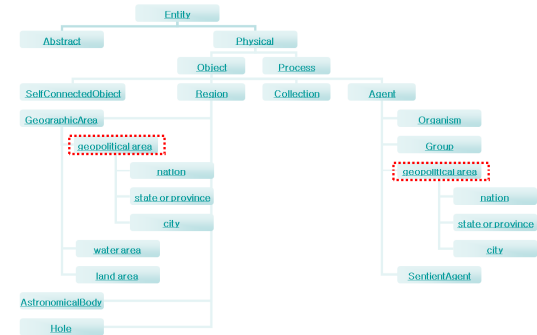 Entity
Abstract
Physical
Object
Process
SelfConnectedObject
Region
Collection
Agent
GeographicArea
Organism
geopolitical area
Group
geopolitical area
nation
nation
state or province
state or province
city
city
water area
land area
SentientAgent
AstronomicalBody
Hole